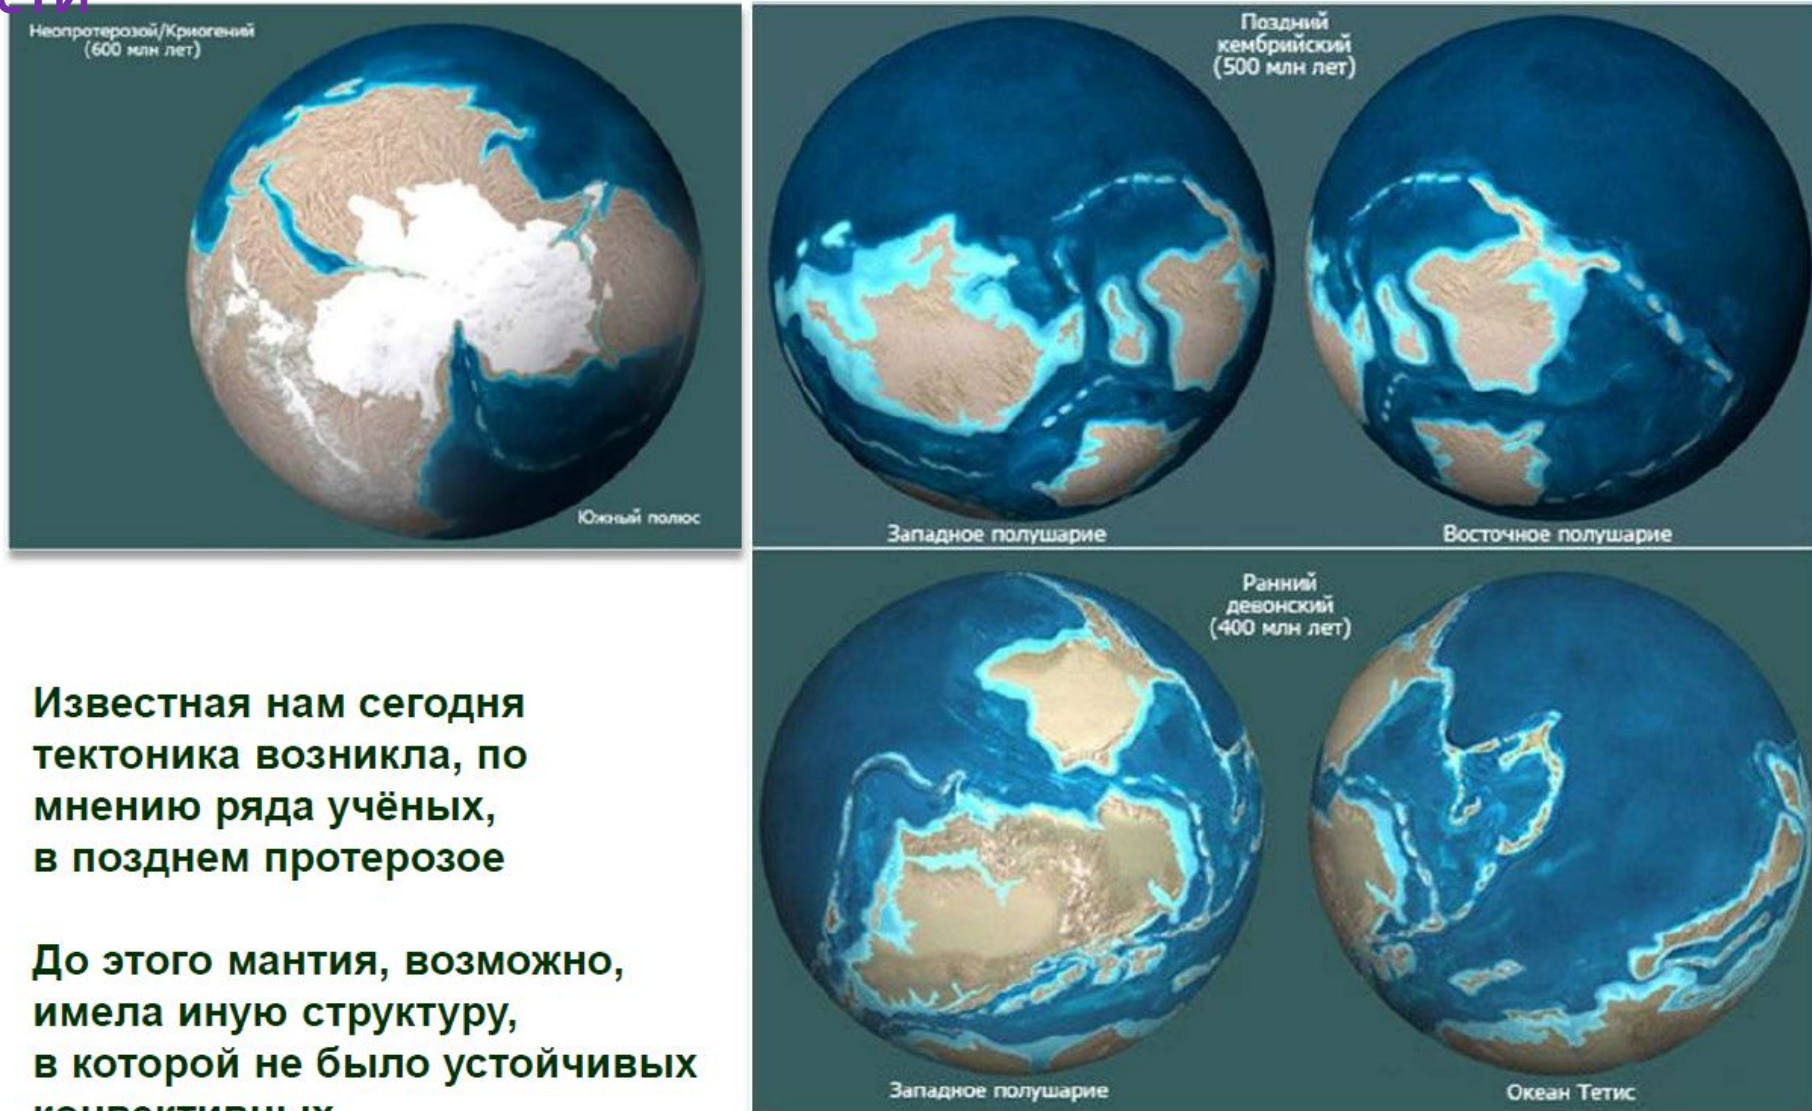 сти
Неопротерозой/Криогений
(600 млн лет)
Южный полюс
Поздний
кембрийский
(500 млн лет)
Западное полушарие
Восточное полушарие
Ранний
девонский
(400 млн лет)
Западное полушарие
Океан Тетис
Известная нам сегодня
тектоника возникла, по
мнению ряда учёных,
в позднем протерозое
До этого мантия, возможно,
имела иную структуру,
в которой не было устойчивых
конвективных